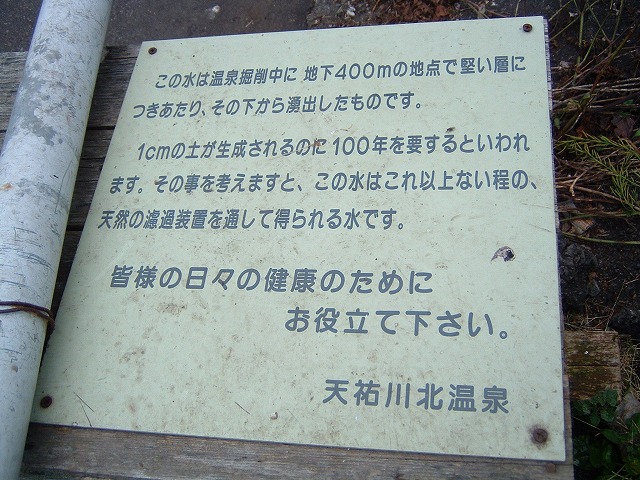 この水は温泉掘削中に 地下400mの地点で堅い層に
つきあたり、その下から湧出したものです。
1cmの土が生成されるのに100年を要するといわれ
ます。その事を考えますと、この水はこれ以上ない程の、
天然の濾過装置を通して得られる水です。
皆様の日々の健康のために
お役立て下さい。
天祐川北温泉